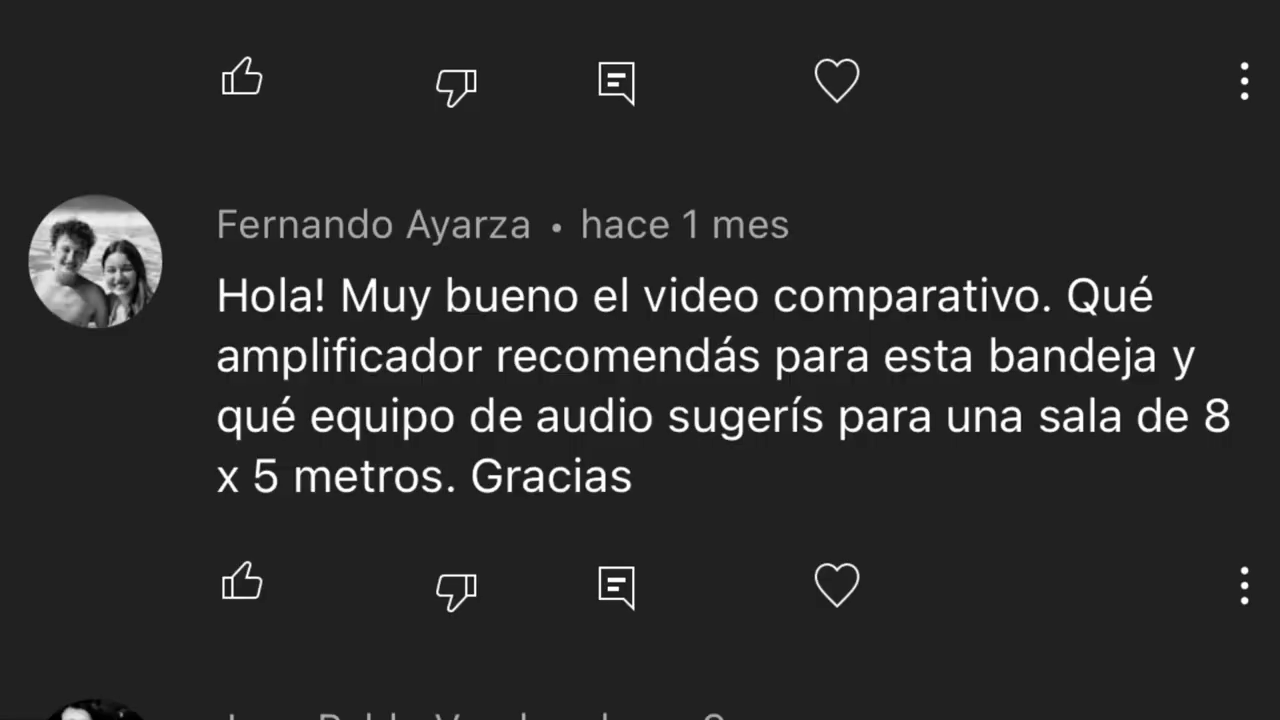 Fernando Ayarza • hace 1 mes
Hola! Muy bueno el video comparativo. Qué
amplificador recomendás para esta bandeja y
qué equipo de audio sugerís para una sala de 8
x 5 metros. Gracias